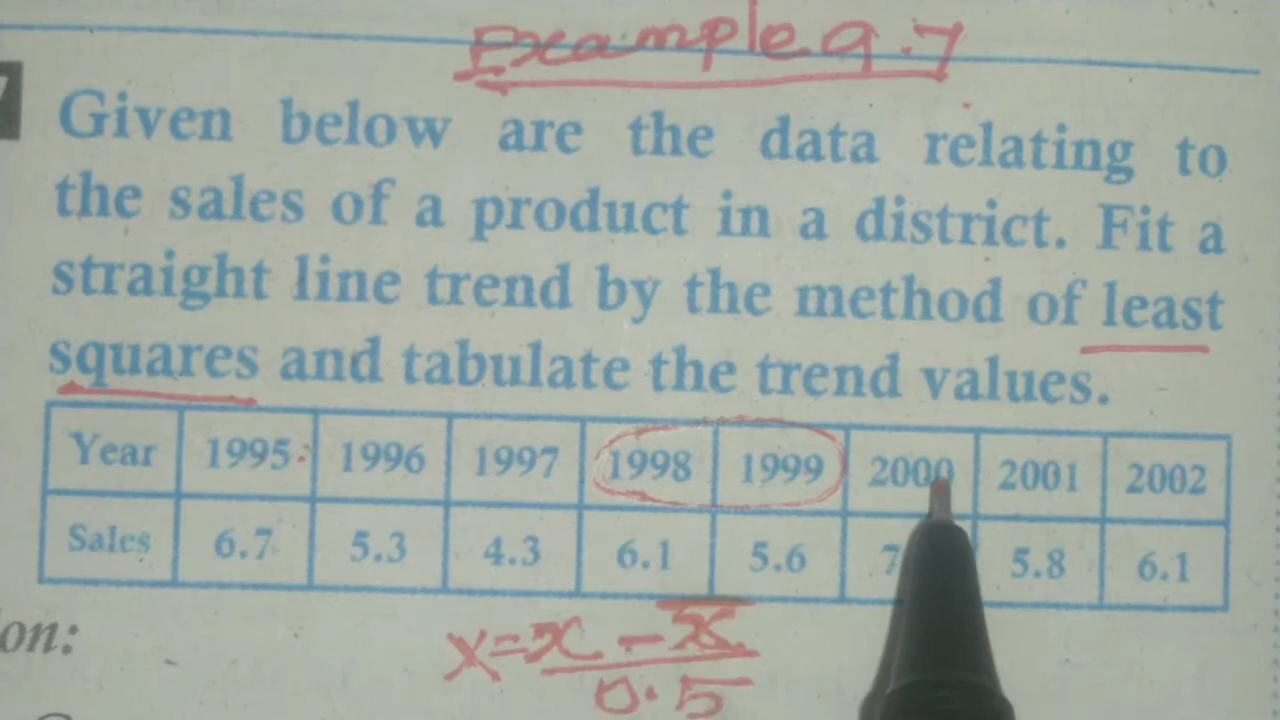 Example 9.7
Given below are the data relating to
the sales of a product in a district. Fit a
straight line trend by the method of least
squares and tabulate the trend values.
Year 1995 1996 1997 1998 1999 2000 2001 2002
Sales 6.7 5.3 4.3 6.1 5.6 7 5.8 6.1
on:
X = x - x̄
0.5